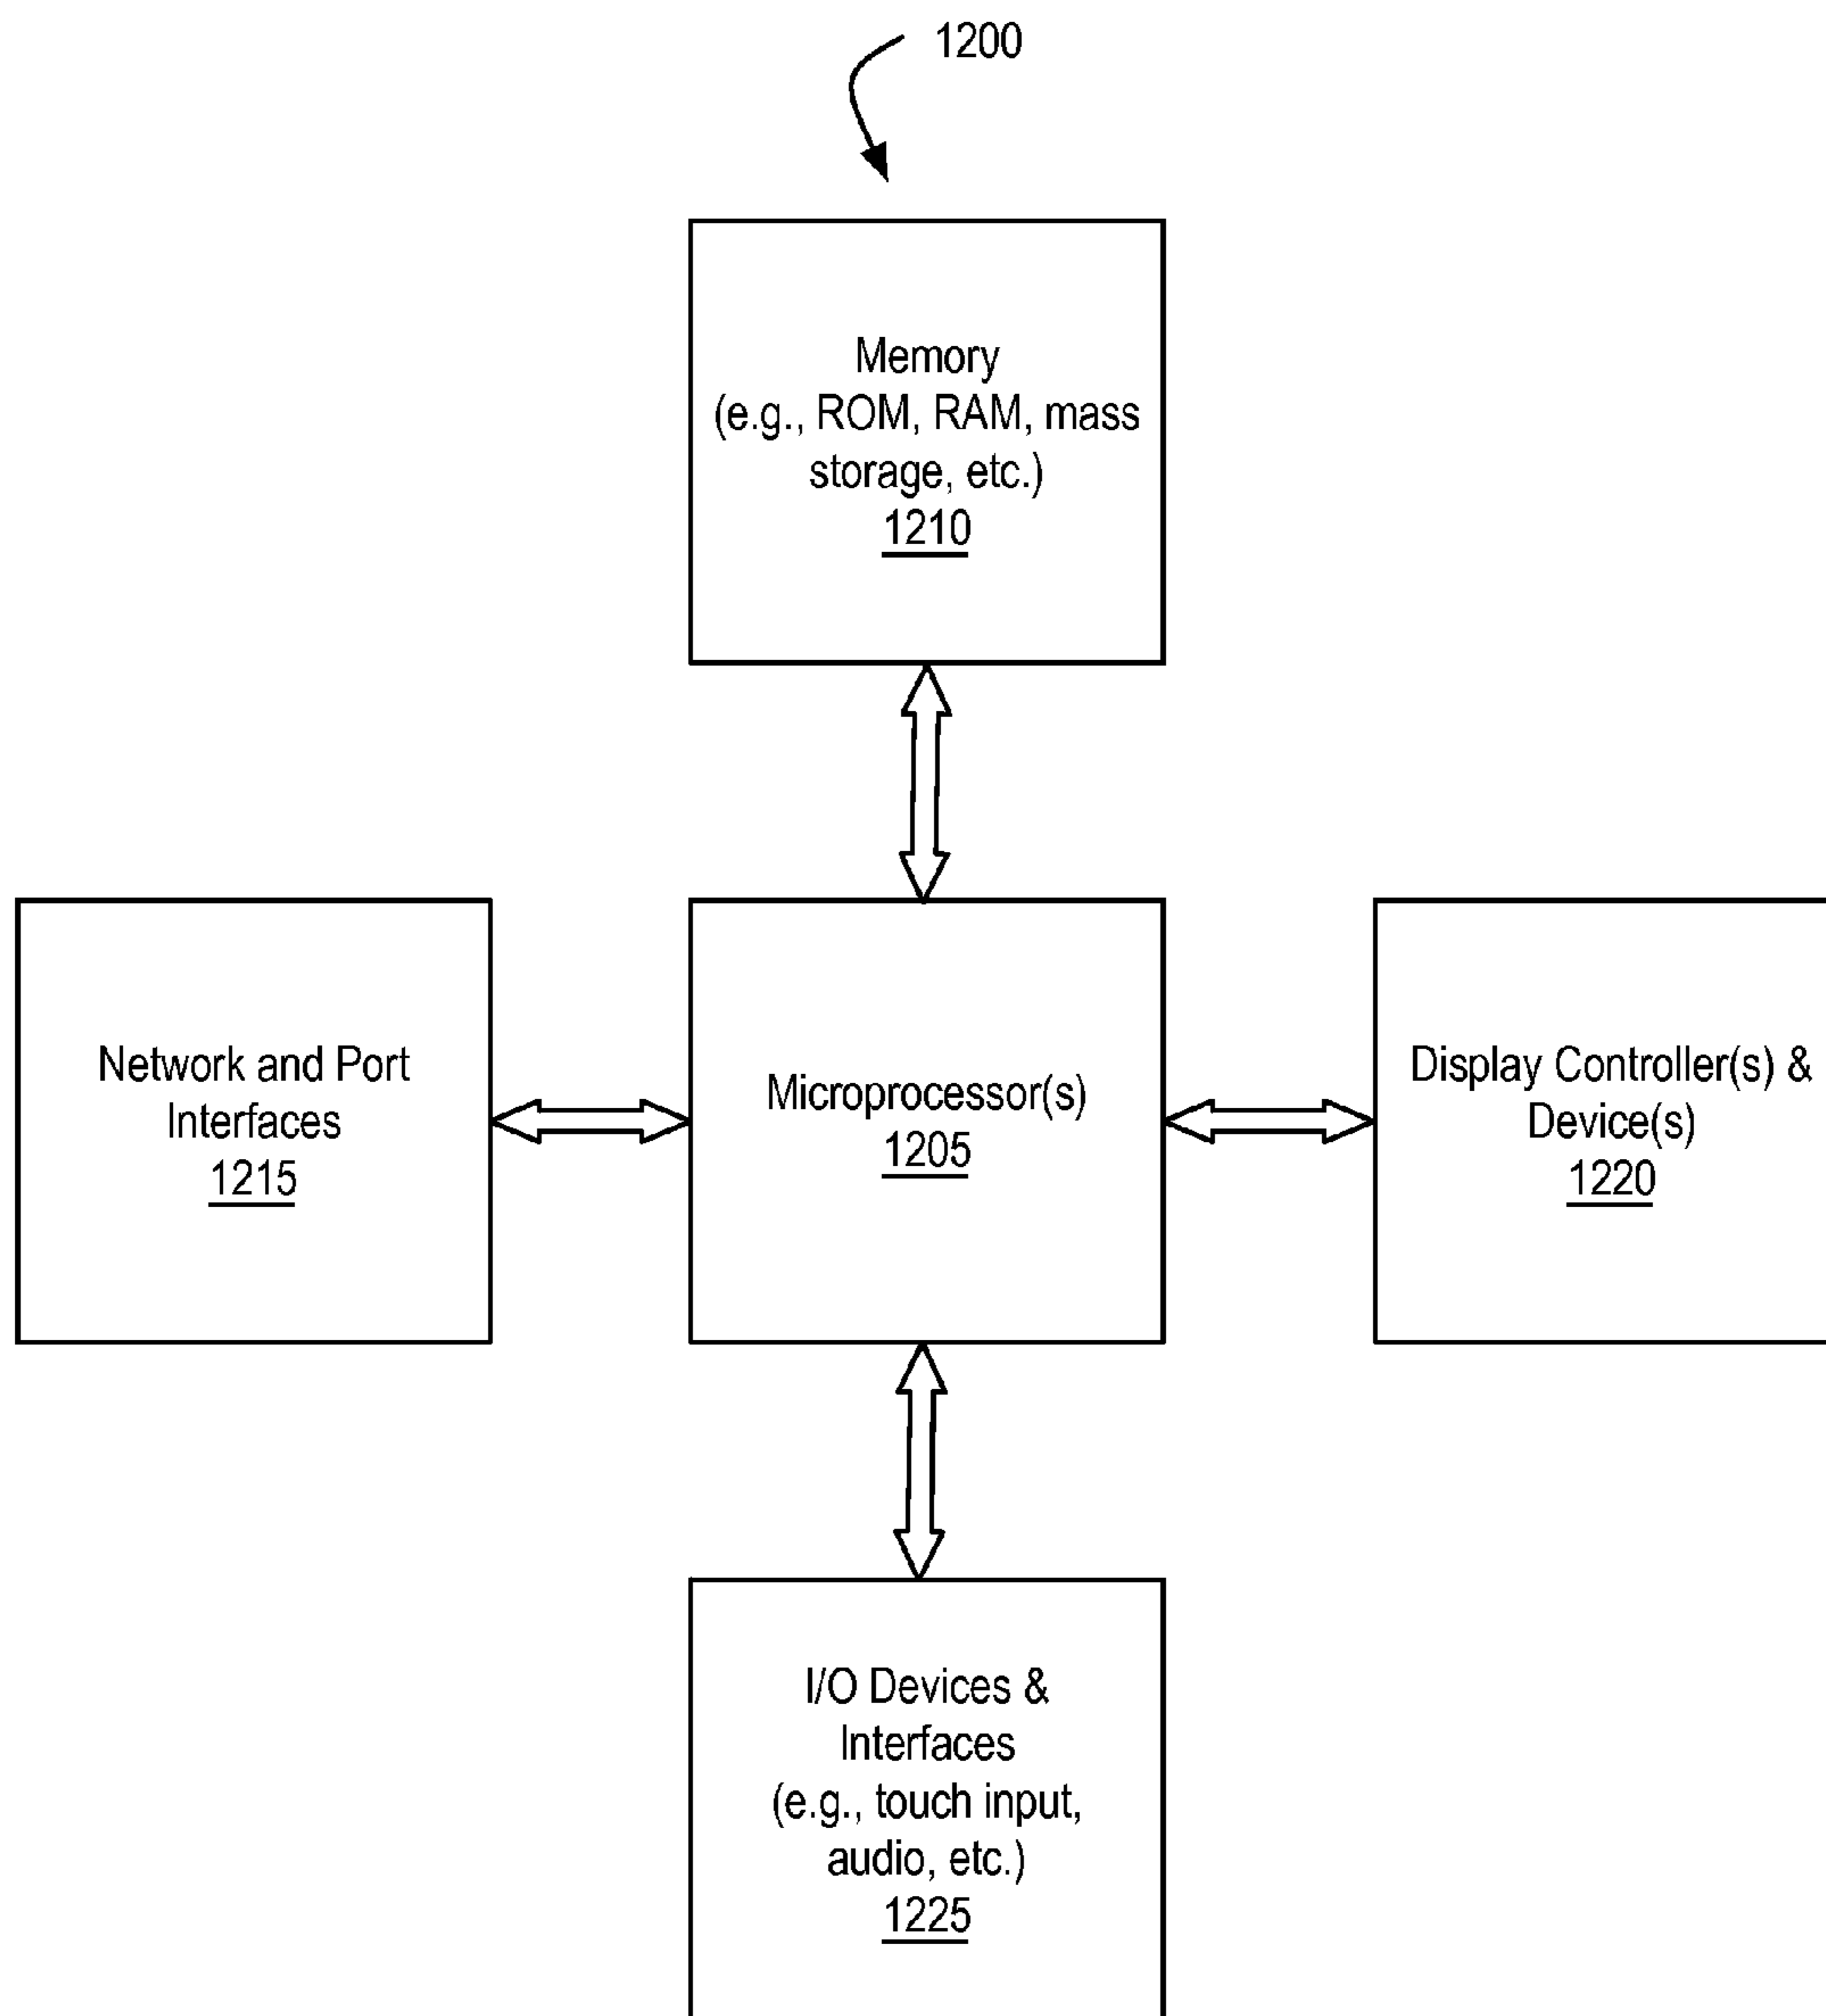 1200
Memory
(e.g., ROM, RAM, mass
storage, etc.)
1210
Network and Port
Interfaces
1215
Microprocessor(s)
1205
Display Controller(s) &
Device(s)
1220
I/O Devices &
Interfaces
(e.g., touch input,
audio, etc.)
1225